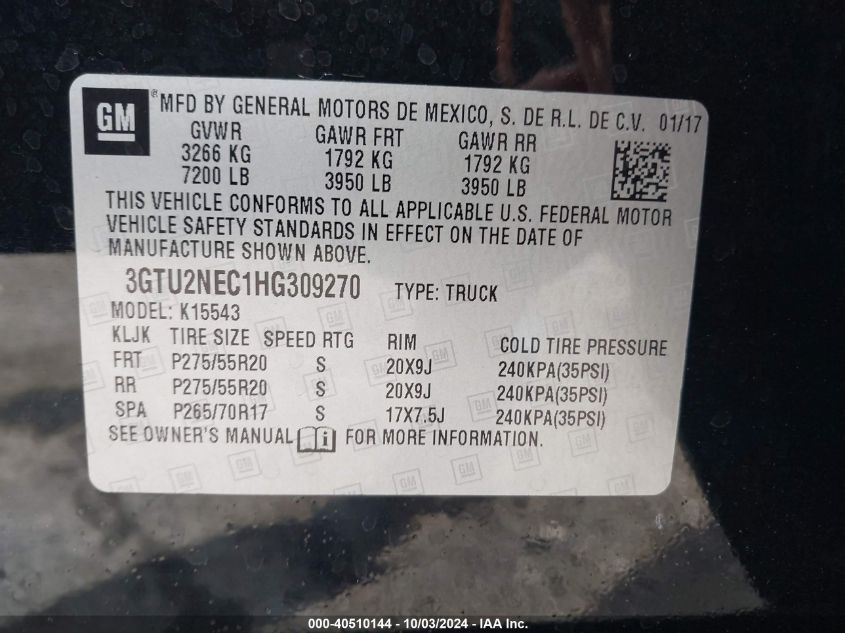 GM ®MFD BY GENERAL MOTORS DE MEXICO, S. DE R.L. DE C.V. 01/17
GVWR GAWR FRT GAWR RR
3266 KG 1792 KG 1792 KG
7200 LB 3950 LB 3950 LB
THIS VEHICLE CONFORMS TO ALL APPLICABLE U.S. FEDERAL MOTOR
VEHICLE SAFETY STANDARDS IN EFFECT ON THE DATE OF
MANUFACTURE SHOWN ABOVE.
3GTU2NEC1HG309270 TYPE: TRUCK
MODEL: K15543
KLJK TIRE SIZE SPEED RTG RIM COLD TIRE PRESSURE
FRT P275/55R20 S 20X9J 240KPA(35PSI)
RR P275/55R20 S 20X9J 240KPA(35PSI)
SPA P265/70R17 S 17X7.5J 240KPA(35PSI)
SEE OWNER'S MANUAL i FOR MORE INFORMATION.
000-40510144 - 10/03/2024 - IAA Inc.